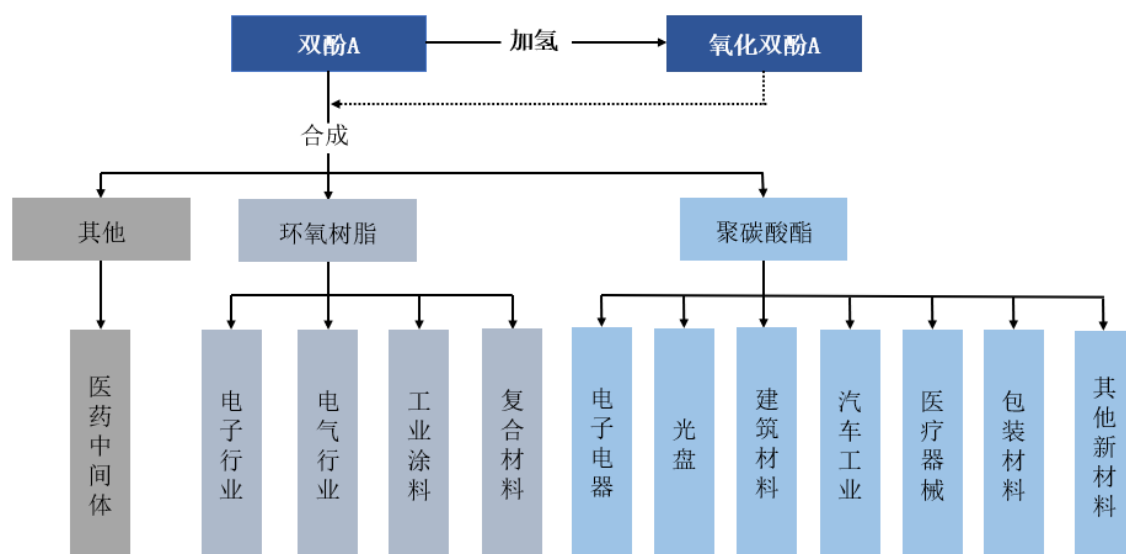 双酚A
加氢
氧化双酚A
合成
其他
环氧树脂
聚碳酸酯
医药中间体
电子行业
电气行业
工业涂料
复合材料
电子电器
光盘
建筑材料
汽车工业
医疗器械
包装材料
其他新材料